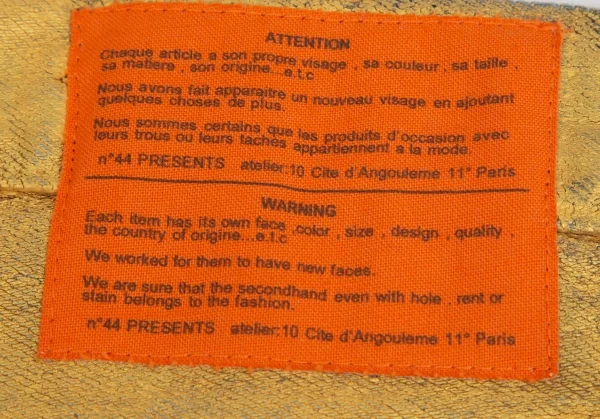 ATTENTION
Chaque article a son propre visage , sa couleur , sa taille ,
sa matiere , son origine...e.t.c
Nous avons fait apparaitre un nouveau visage en ajoutant
quelques choses de plus.
Nous sommes certains que les produits d'occasion avec
leurs trous ou leurs taches appartiennent a la mode.
n°44 PRESENTS atelier:10 Cite d'Angouleme 11° Paris
WARNING
Each item has its own face ,color , size , design , quality ,
the country of origine...e.t.c
We worked for them to have new faces.
We are sure that the secondhand even with hole , rent or
stain belongs to the fashion.
n°44 PRESENTS atelier:10 Cite d'Angouleme 11° Paris